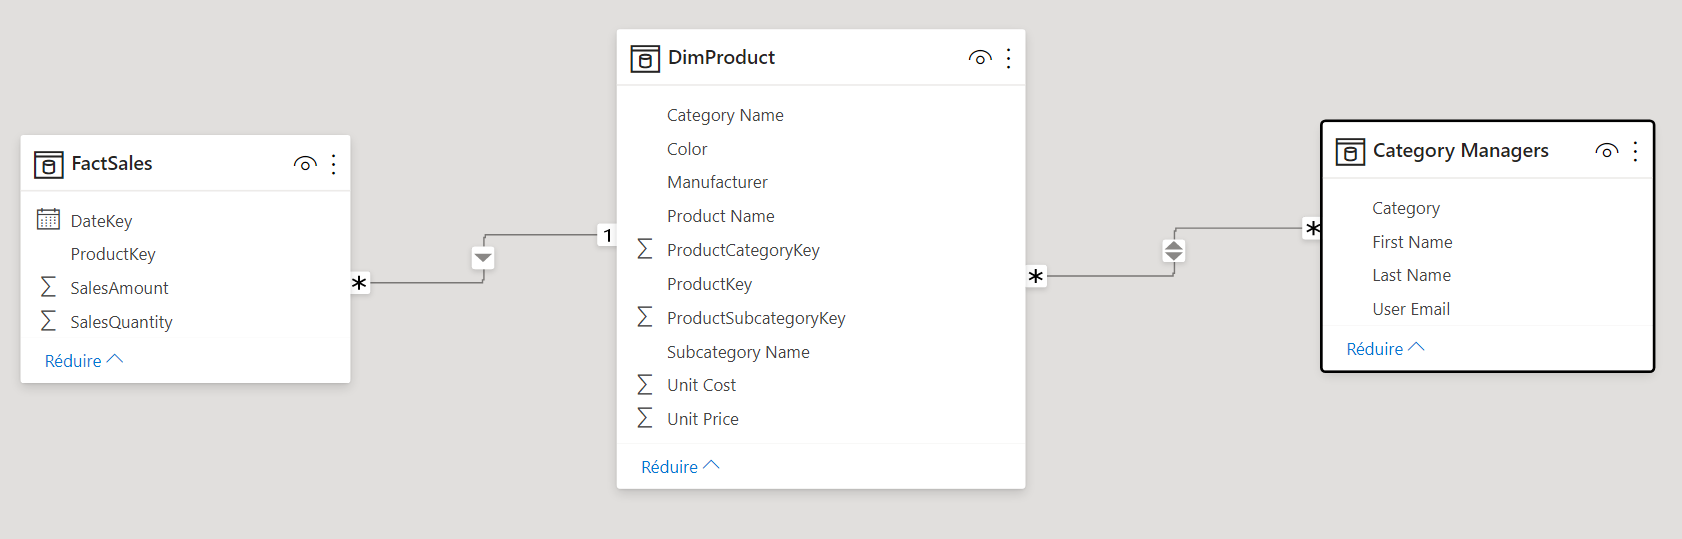 FactSales
DateKey
ProductKey
SalesAmount
SalesQuantity
Réduire
*
1
DimProduct
Category Name
Color
Manufacturer
Product Name
ProductCategoryKey
ProductKey
ProductSubcategoryKey
Subcategory Name
Unit Cost
Unit Price
Réduire
*
*
Category Managers
Category
First Name
Last Name
User Email
Réduire